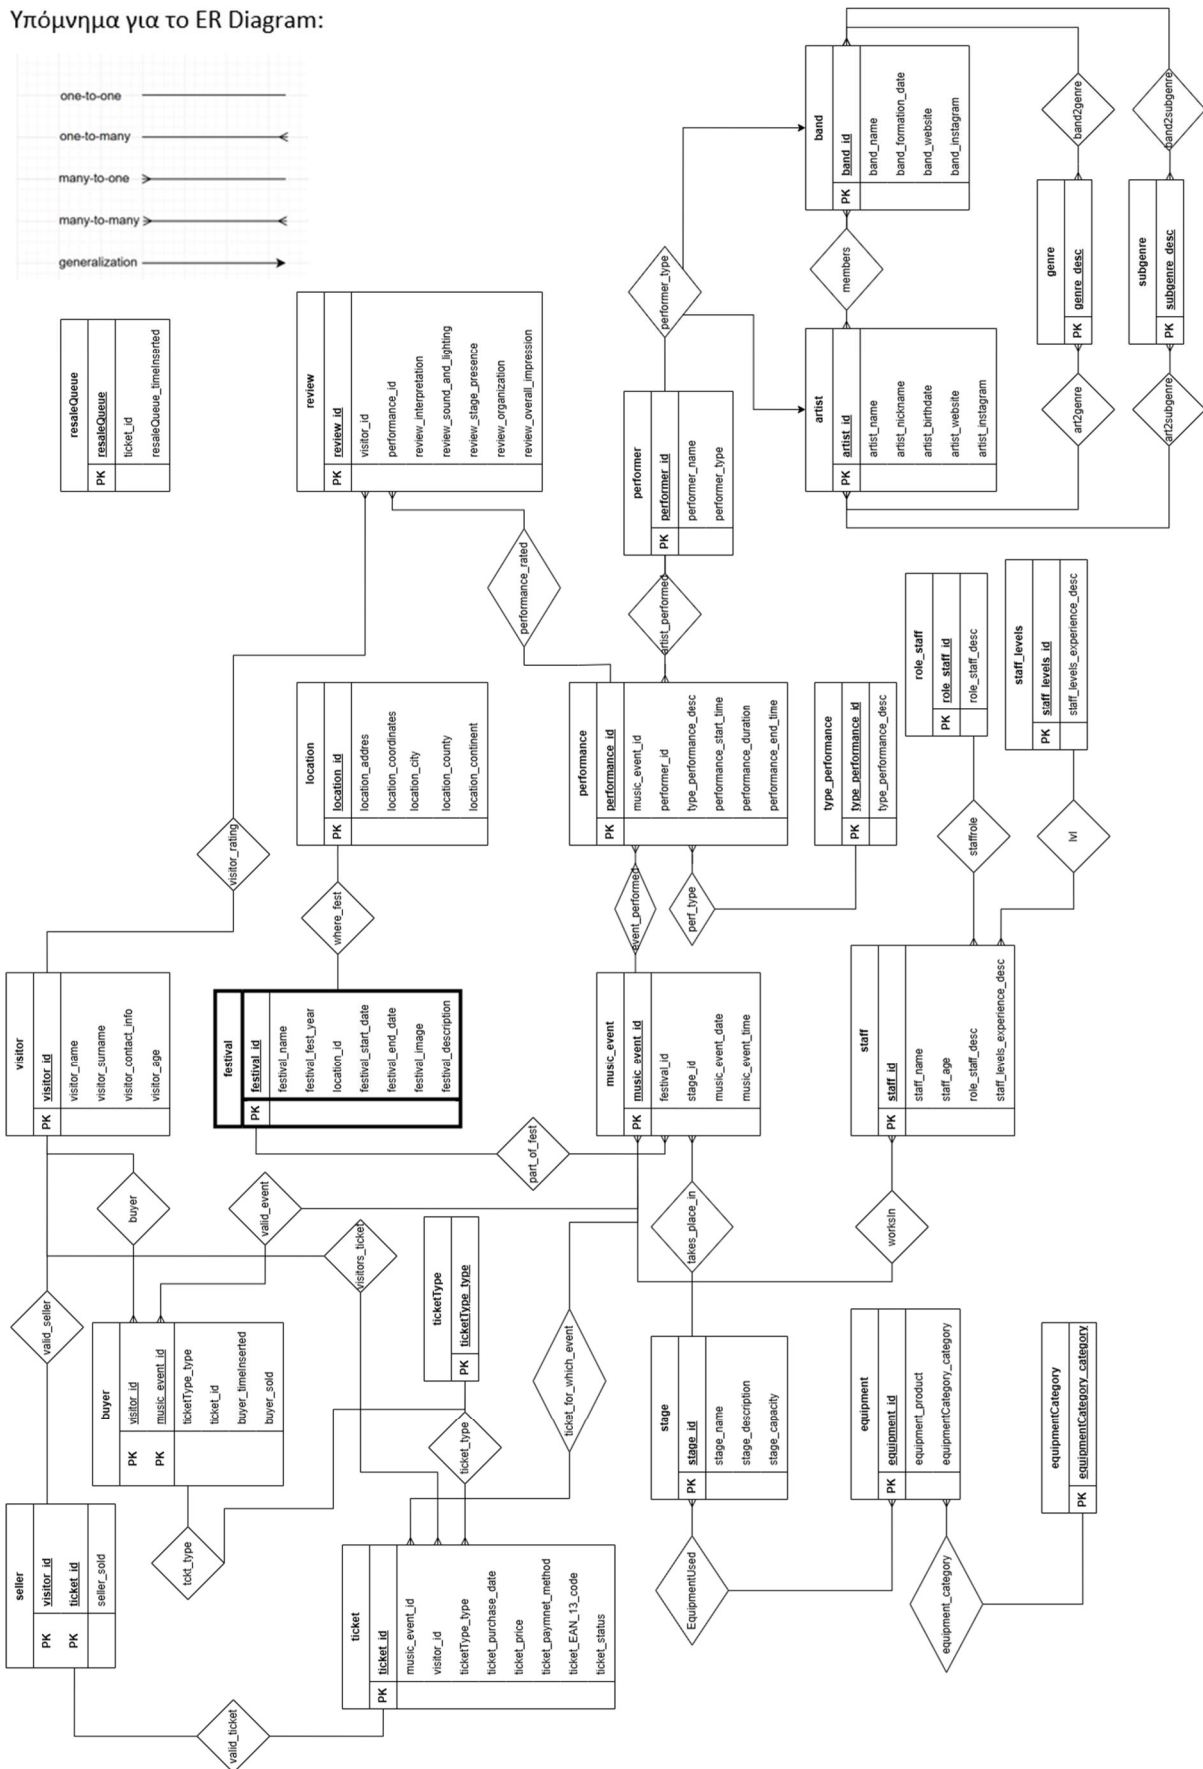 Υπόμνημα για το ER Diagram:
one-to-one
one-to-many
many-to-one
many-to-many
generalization
resaleQueue
PK resaleQueue
ticket_id
resaleQueue_timeInserted
review
PK review_id
visitor_id
performance_id
review_interpretation
review_sound_and_lighting
review_stage_presence
review_organization
review_overall_impression
performer_type
band
PK band_id
band_name
band_formation_date
band_website
band_instagram
members
band2genre
band2subgenre
genre
PK genre_desc
subgenre
PK subgenre_desc
art2genre
art2subgenre
artist
PK artist_id
artist_name
artist_nickname
artist_birthdate
artist_website
artist_instagram
performer
PK performer_id
performer_name
performer_type
performance_rated
artist_performed
visitor_rating
location
PK location_id
location_addres
location_coordinates
location_city
location_county
location_continent
performance
PK performance_id
music_event_id
performer_id
type_performance_desc
performance_start_time
performance_duration
performance_end_time
type_performance
PK type_performance_id
type_performance_desc
role_staff
PK role_staff_id
role_staff_desc
staff_levels
PK staff_levels_id
staff_levels_experience_desc
staffrole
lvl
where_fest
event_performed
perf_type
visitor
PK visitor_id
visitor_name
visitor_surname
visitor_contact_info
visitor_age
festival
PK festival_id
festival_name
festival_fest_year
location_id
festival_start_date
festival_end_date
festival_image
festival_description
music_event
PK music_event_id
festival_id
stage_id
music_event_date
music_event_time
staff
PK staff_id
staff_name
staff_age
role_staff_desc
staff_levels_experience_desc
part_of_fest
buyer
valid_event
visitors_ticket
takes_place_in
worksIn
valid_seller
buyer
PK visitor_id
PK music_event_id
ticketType_type
ticket_id
buyer_timeInserted
buyer_sold
ticketType
PK ticketType_type
ticket_type
ticket_for_which_event
stage
PK stage_id
stage_name
stage_description
stage_capacity
equipment
PK equipment_id
equipment_product
equipmentCategory_category
equipmentCategory
PK equipmentCategory_category
seller
PK visitor_id
PK ticket_id
seller_sold
tckt_type
ticket
PK ticket_id
music_event_id
visitor_id
ticketType_type
ticket_purchase_date
ticket_price
ticket_paymnet_method
ticket_EAN_13_code
ticket_status
EquipmentUsed
equipment_category
valid_ticket